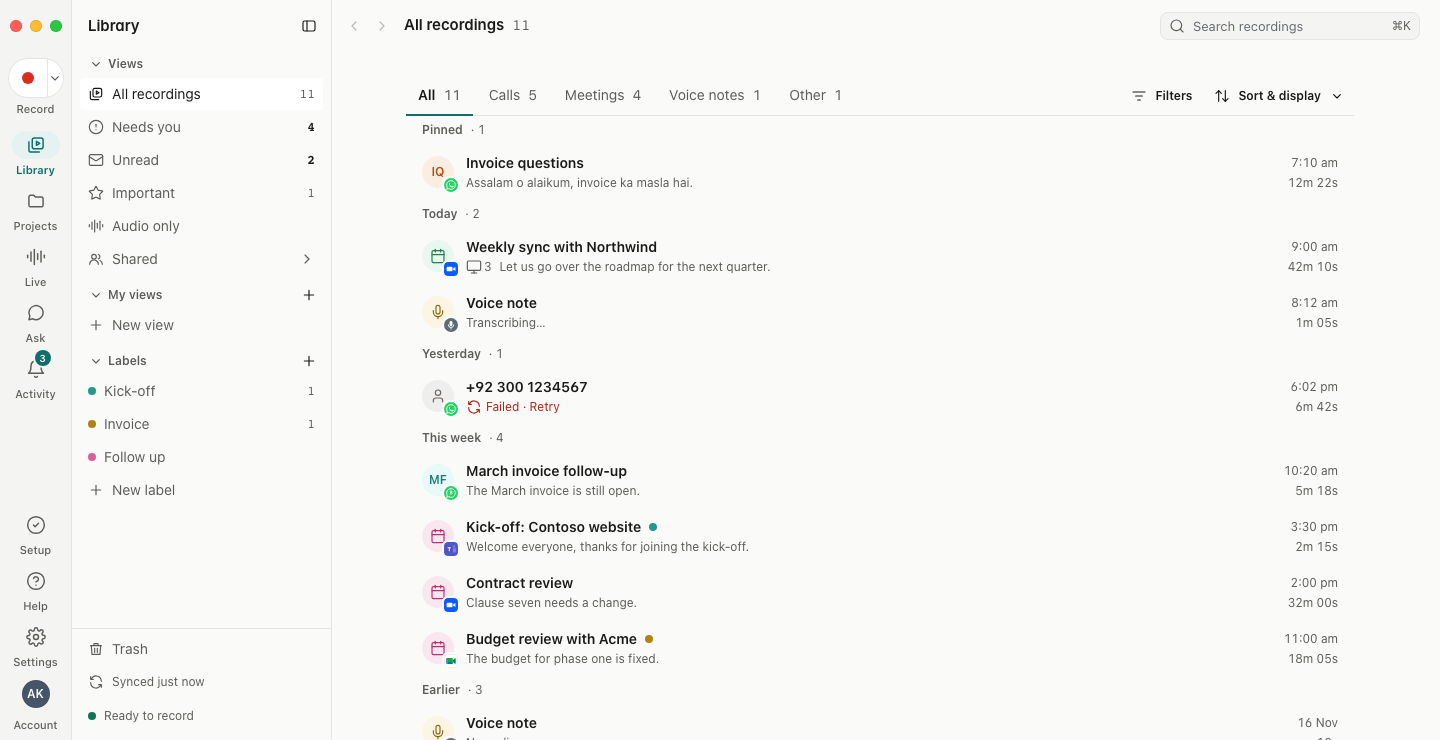 Library
All recordings 11
Search recordings ⌘K
Record
Library
Projects
Live
Ask
3
Activity
Setup
Help
Settings
AK
Account
Views
All recordings 11
Needs you 4
Unread 2
Important 1
Audio only
Shared
My views
New view
Labels
Kick-off 1
Invoice 1
Follow up
New label
Trash
Synced just now
Ready to record
All 11 Calls 5 Meetings 4 Voice notes 1 Other 1
Filters Sort & display
Pinned · 1
IQ Invoice questions 7:10 am
Assalam o alaikum, invoice ka masla hai. 12m 22s
Today · 2
Weekly sync with Northwind 9:00 am
3 Let us go over the roadmap for the next quarter. 42m 10s
Voice note 8:12 am
Transcribing… 1m 05s
Yesterday · 1
+92 300 1234567 6:02 pm
Failed · Retry 6m 42s
This week · 4
MF March invoice follow-up 10:20 am
The March invoice is still open. 5m 18s
Kick-off: Contoso website 3:30 pm
Welcome everyone, thanks for joining the kick-off. 2m 15s
Contract review 2:00 pm
Clause seven needs a change. 32m 00s
Budget review with Acme 11:00 am
The budget for phase one is fixed. 18m 05s
Earlier · 3
Voice note 16 Nov